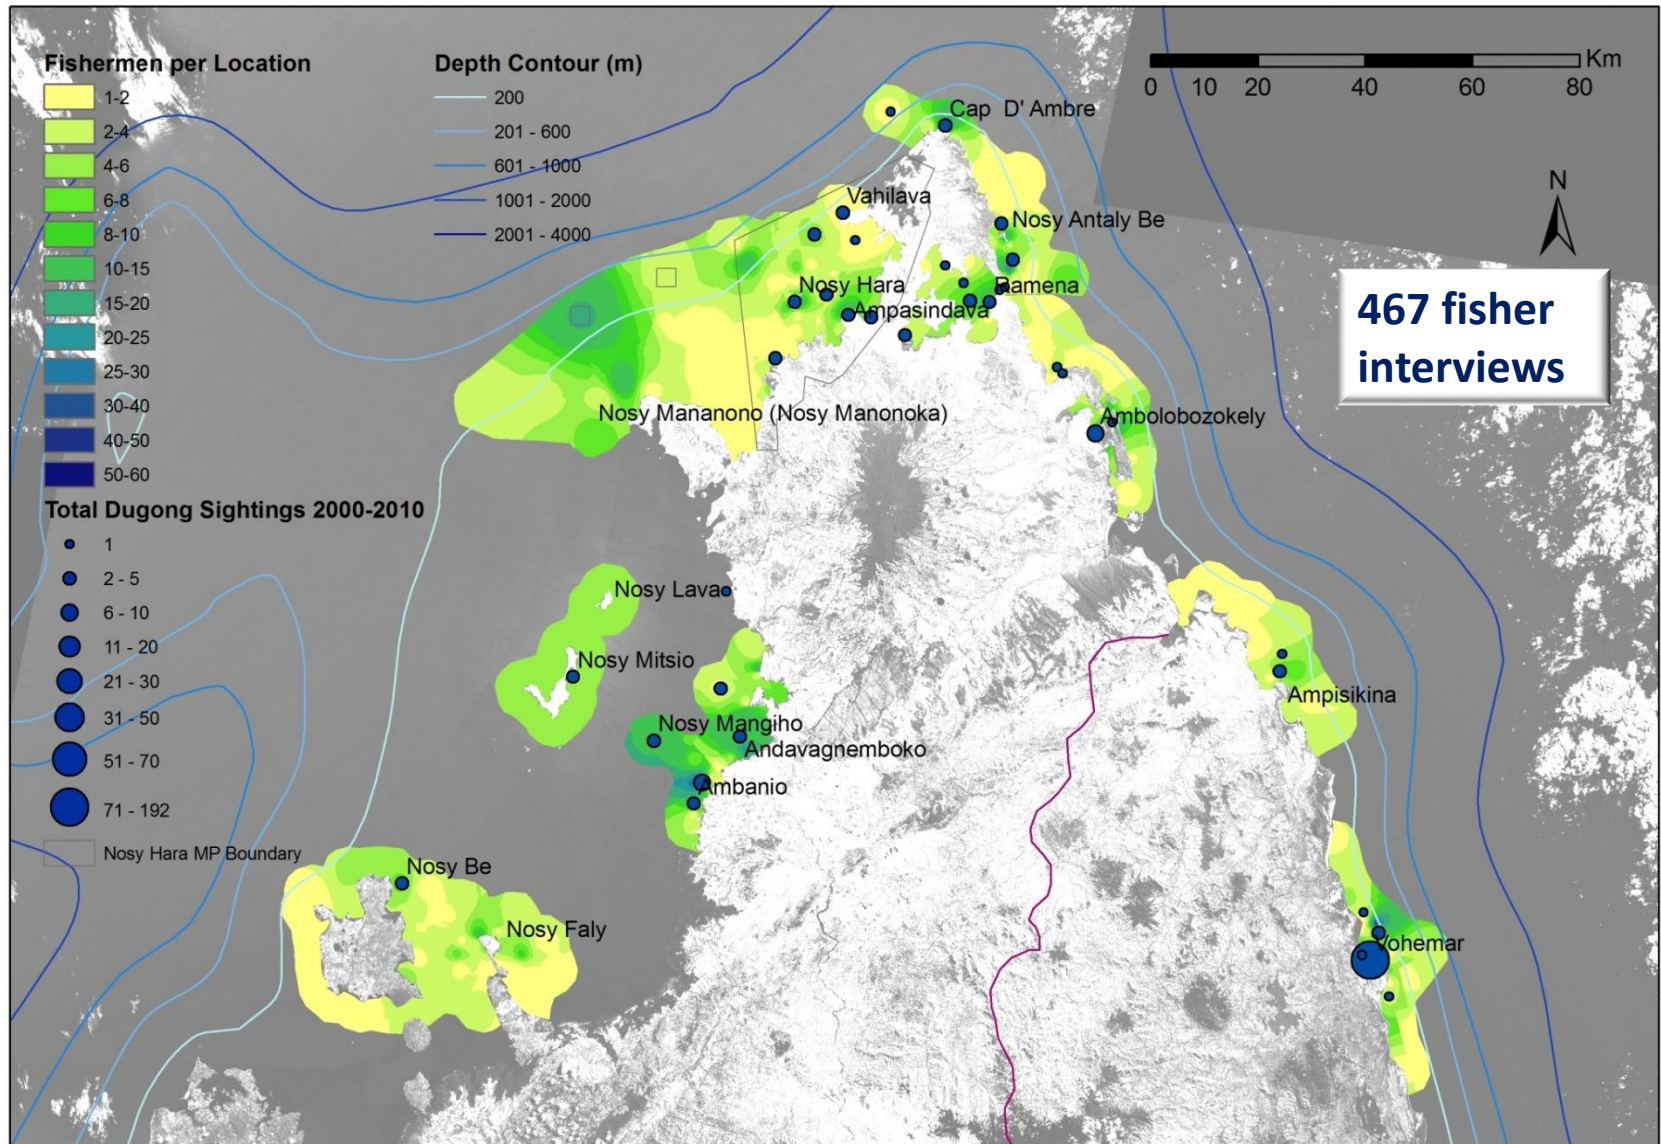 Fishermen per Location
1-2
2-4
4-6
6-8
8-10
10-15
15-20
20-25
25-30
30-40
40-50
50-60
Total Dugong Sightings 2000-2010
1
2 - 5
6 - 10
11 - 20
21 - 30
31 - 50
51 - 70
71 - 192
Nosy Hara MP Boundary
Depth Contour (m)
200
201 - 600
601 - 1000
1001 - 2000
2001 - 4000
Km
0 10 20 40 60 80
N
467 fisher
interviews
Cap D' Ambre
Vahilava
Nosy Antaly Be
Nosy Hara
Ramena
Ampasindava
Nosy Mananono (Nosy Manonoka)
Ambolobozokely
Nosy Lava
Nosy Mitsio
Ampisikina
Nosy Mangiho
Andavagnemboko
Ambanio
Nosy Be
Nosy Faly
Vohemar